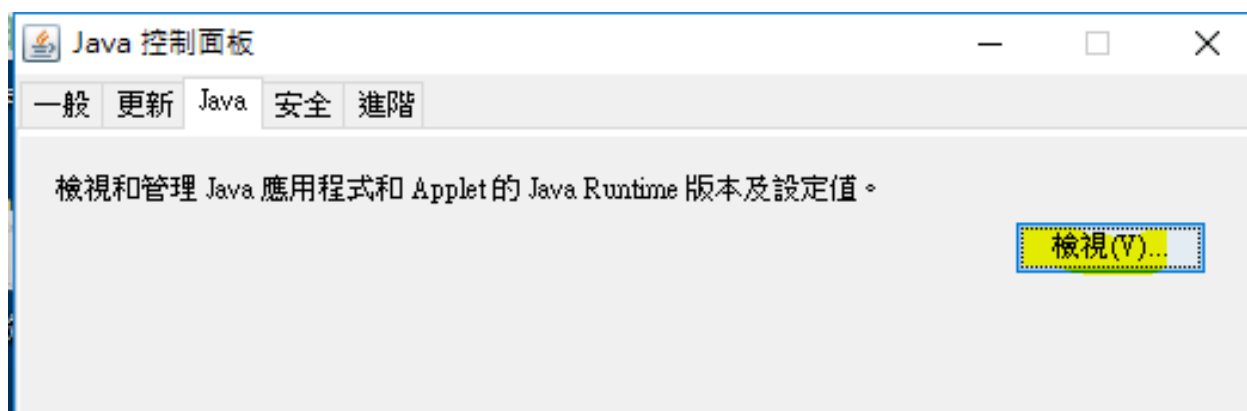 Java 控制面板
一般 更新 Java 安全 進階
檢視和管理 Java 應用程式和 Applet 的 Java Runtime 版本及設定值。
檢視(V)...